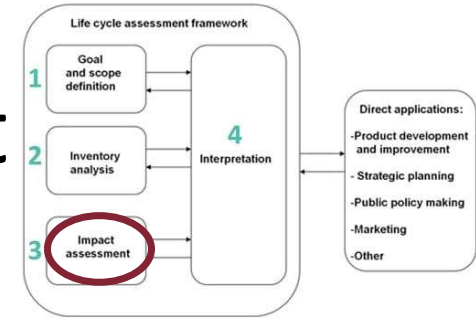 Life cycle assessment framework
1
Goal
and scope
definition
2
Inventory
analysis
3
Impact
assessment
4
Interpretation
Direct applications:
-Product development
and improvement
- Strategic planning
-Public policy making
-Marketing
-Other